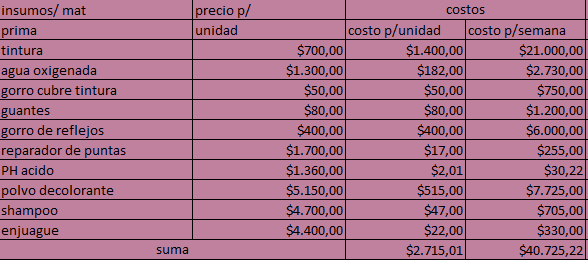 insumos/ mat precio p/ costos
prima unidad costo p/unidad costo p/semana
tintura $700,00 $1.400,00 $21.000,00
agua oxigenada $1.300,00 $182,00 $2.730,00
gorro cubre tintura $50,00 $50,00 $750,00
guantes $80,00 $80,00 $1.200,00
gorro de reflejos $400,00 $400,00 $6.000,00
reparador de puntas $1.700,00 $17,00 $255,00
PH acido $1.360,00 $2,01 $30,22
polvo decolorante $5.150,00 $515,00 $7.725,00
shampoo $4.700,00 $47,00 $705,00
enjuague $4.400,00 $22,00 $330,00
suma $2.715,01 $40.725,22